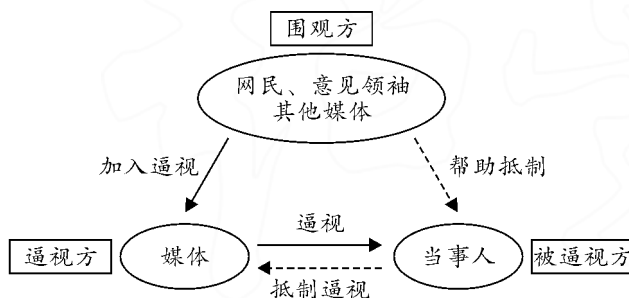 围观方
网民、意见领袖
其他媒体
加入逼视
帮助抵制
逼视
逼视方
媒体
当事人
被逼视方
抵制逼视